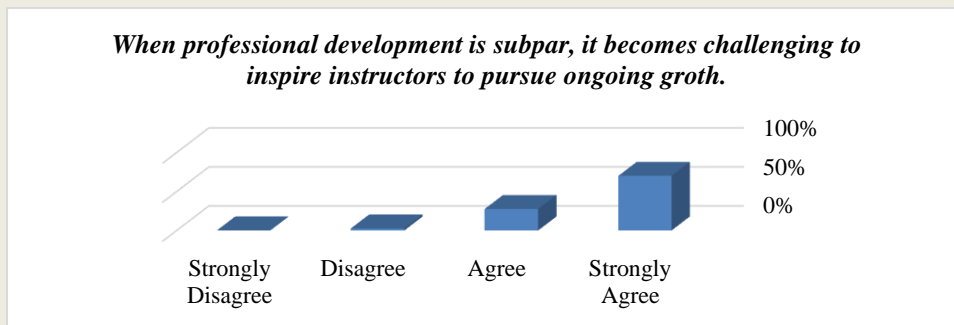 When professional development is subpar, it becomes challenging to
inspire instructors to pursue ongoing groth.
100%
50%
0%
Strongly
Disagree
Disagree
Agree
Strongly
Agree